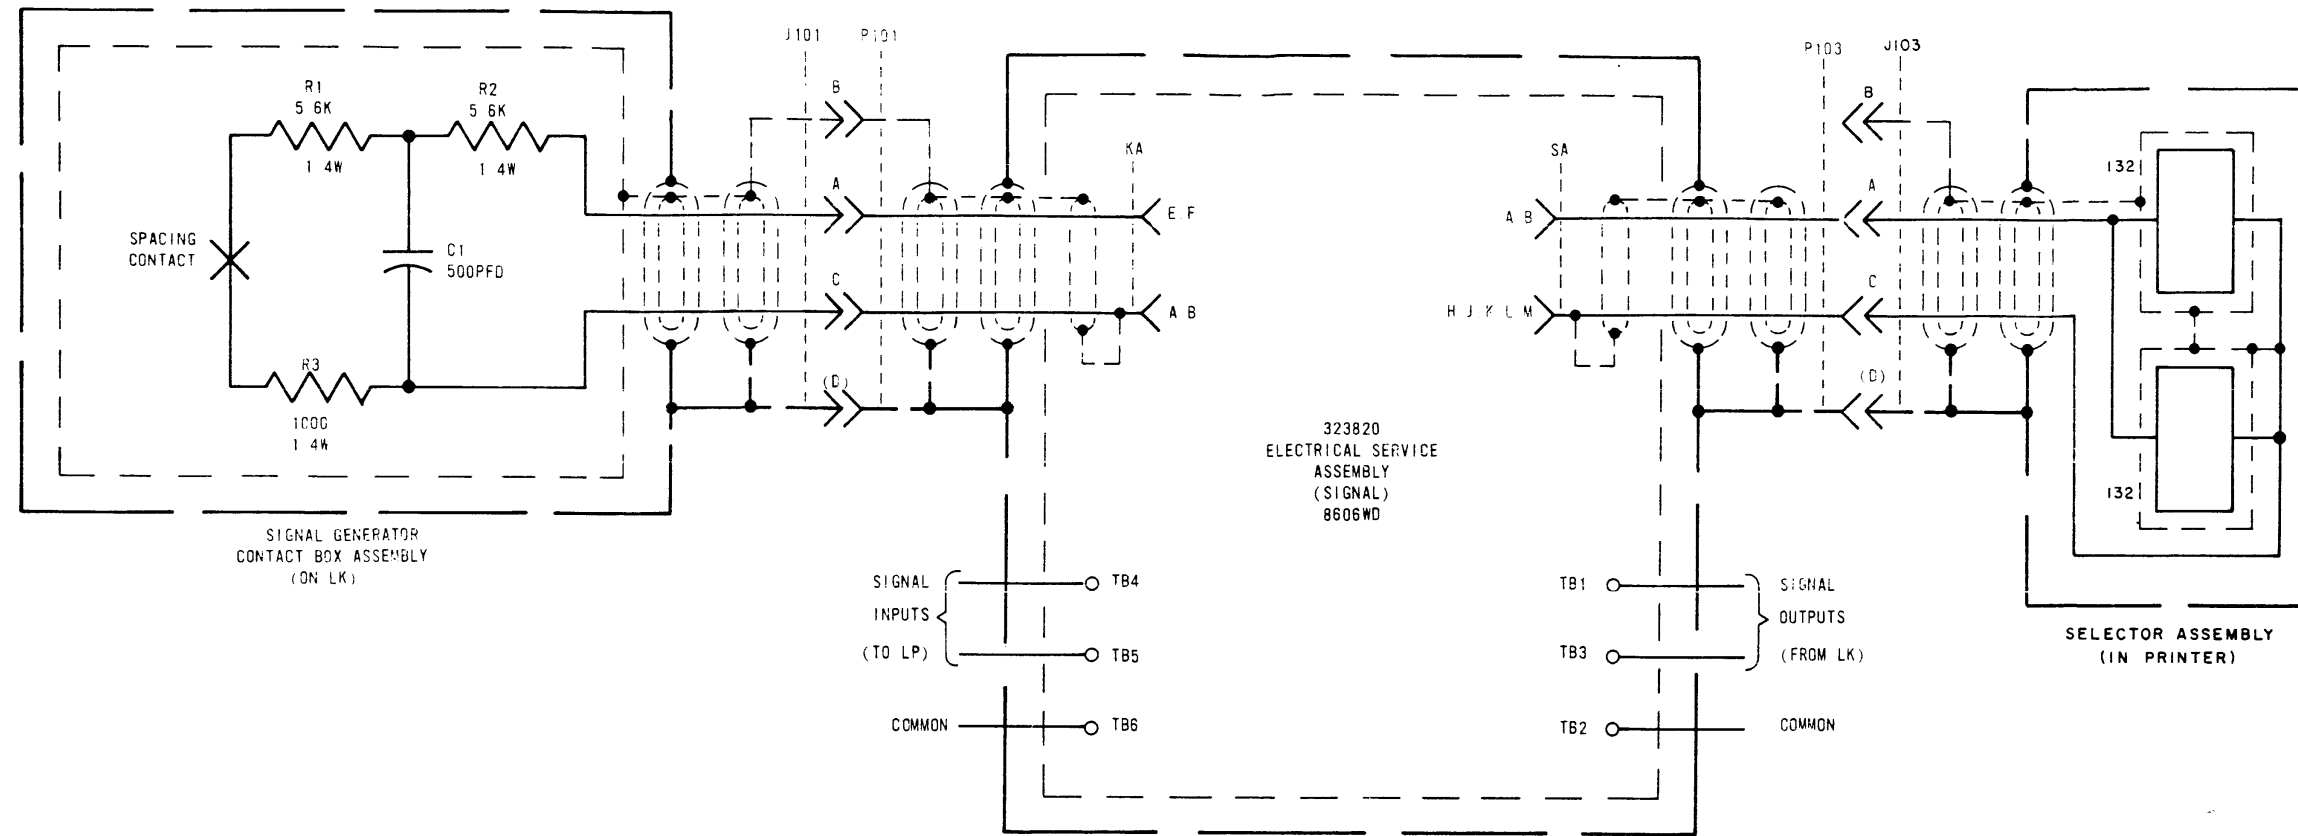 J101 P101
P103 J103
R1
5 6K
1 4W
R2
5 6K
1 4W
B
A
C
(D)
KA
E F
A B
SPACING
CONTACT
C1
500PFD
R3
1 4W
SIGNAL GENERATOR
CONTACT BOX ASSEMBLY
(ON LK)
SA
A B
H J K L M
B
A
C
(D)
132
132
323820
ELECTRICAL SERVICE
ASSEMBLY
(SIGNAL)
8606WD
SIGNAL
INPUTS
(TO LP)
COMMON
TB4
TB5
TB6
TB1
TB3
TB2
SIGNAL
OUTPUTS
(FROM LK)
COMMON
SELECTOR ASSEMBLY
(IN PRINTER)